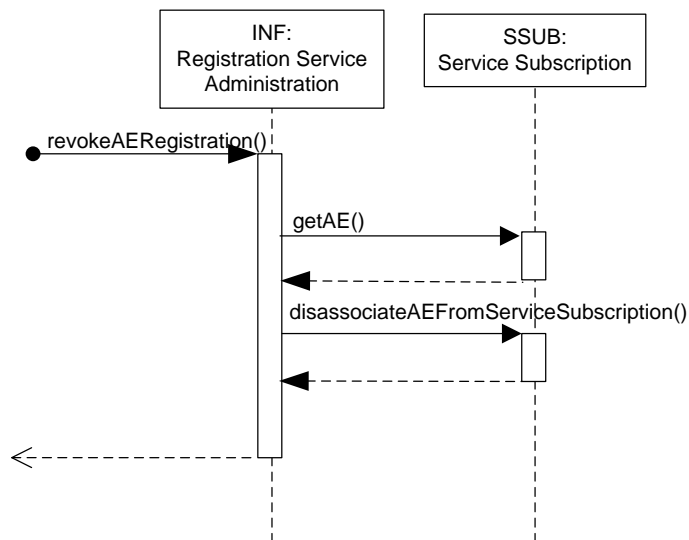 INF:
Registration Service
Administration
SSUB:
Service Subscription
revokeAERegistration()
getAE()
disassociateAEFromServiceSubscription()